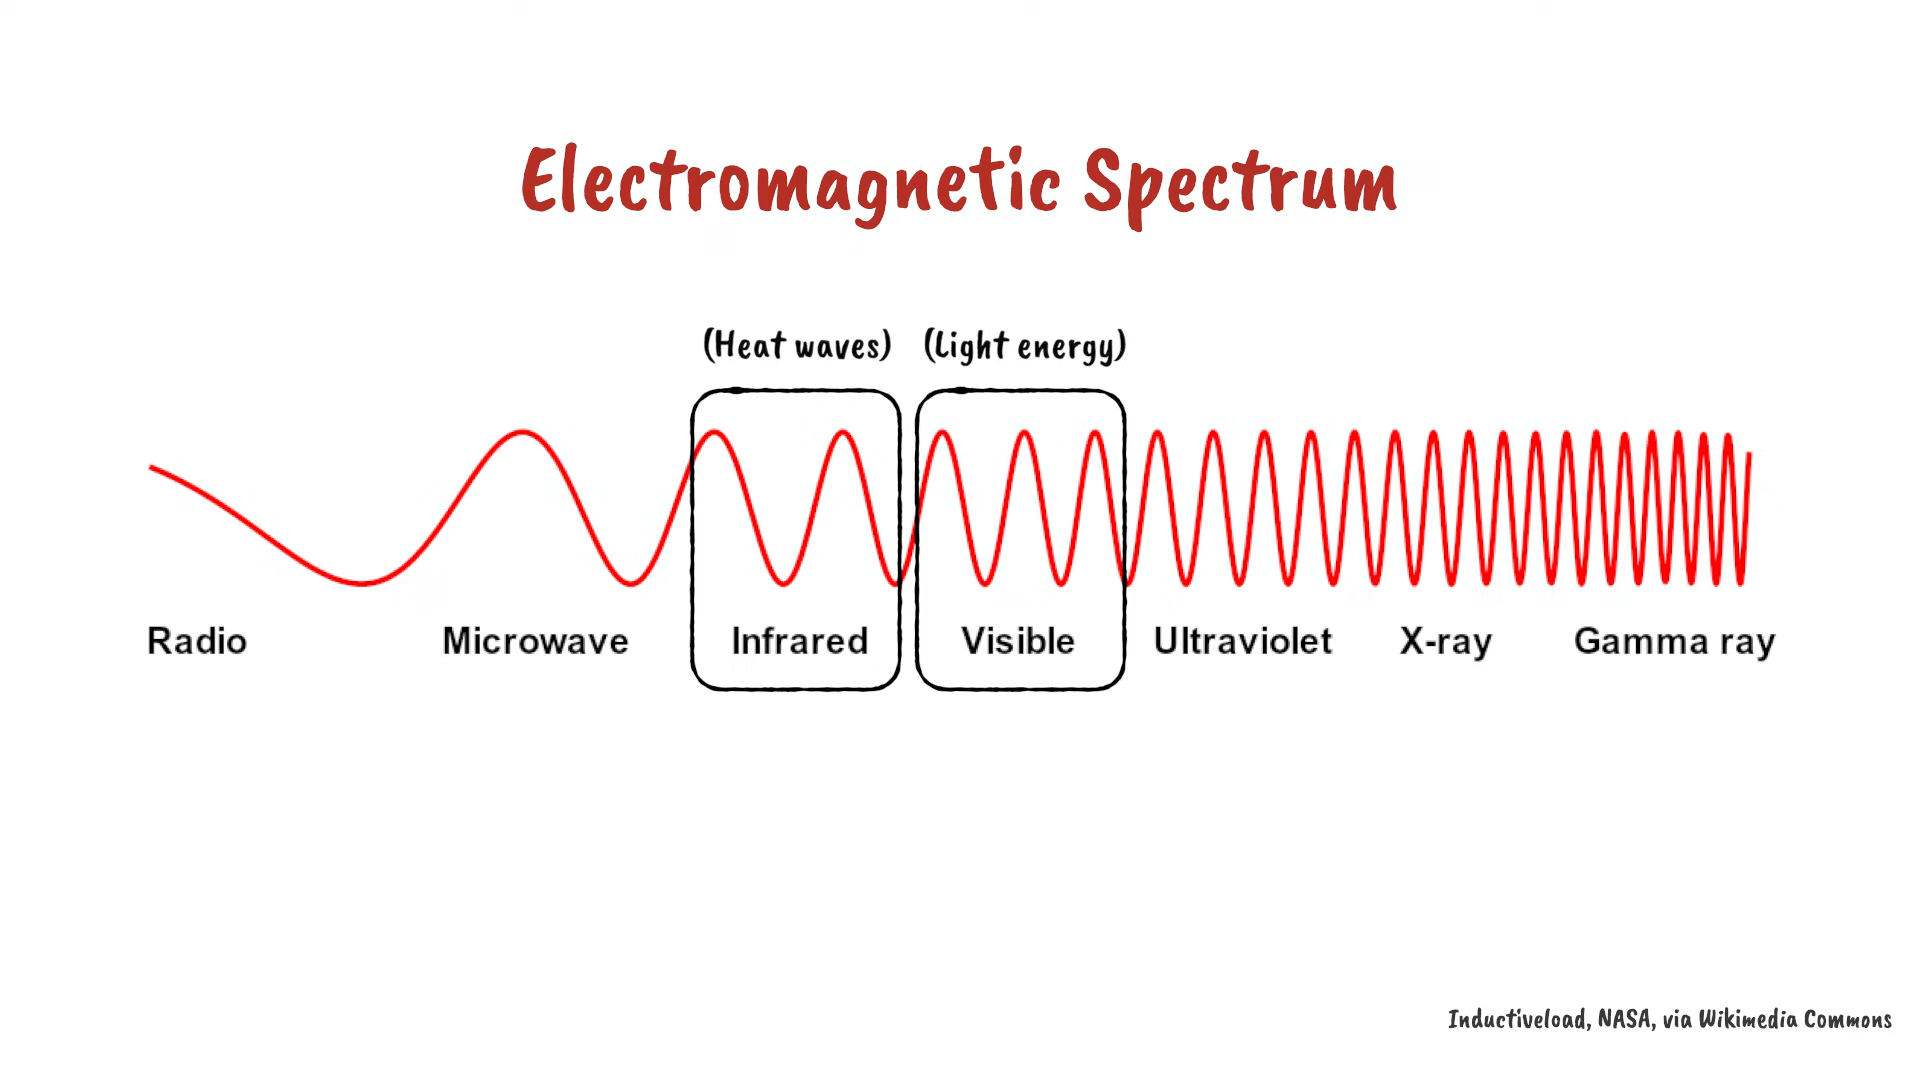 Electromagnetic Spectrum
(Heat waves) (Light energy)
Radio Microwave Infrared Visible Ultraviolet X-ray Gamma ray
Inductiveload, NASA, via Wikimedia Commons